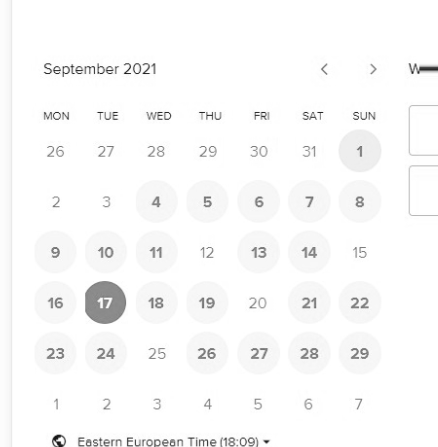 September 2021
MON TUE WED THU FRI SAT SUN
26 27 28 29 30 31 1
2 3 4 5 6 7 8
9 10 11 12 13 14 15
16 17 18 19 20 21 22
23 24 25 26 27 28 29
1 2 3 4 5 6 7
Eastern European Time (18:09)